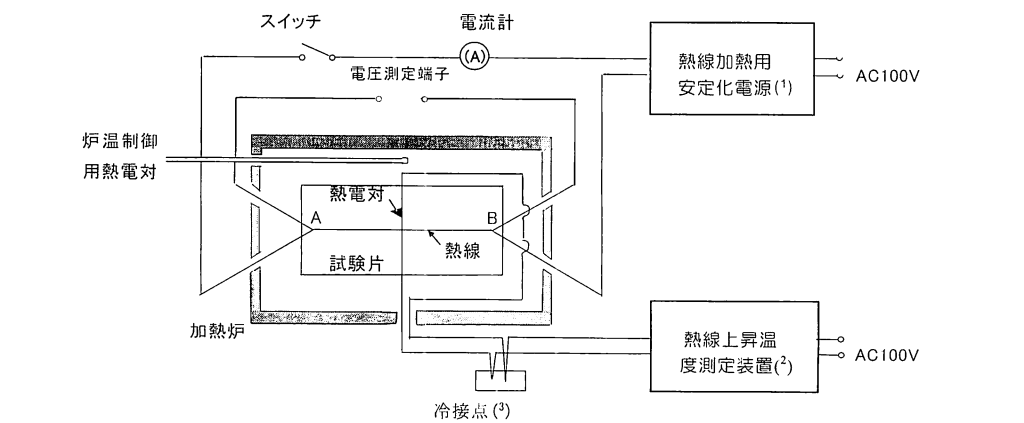 スイッチ
電流計
(A)
電圧測定端子
熱線加熱用
安定化電源(1)
AC100V
炉温制御
用熱電対
熱電対
A
B
熱線
試験片
加熱炉
熱線上昇温
度測定装置(2)
AC100V
冷接点(3)